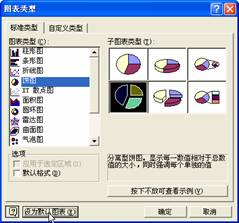 图表类型
标准类型
自定义类型
图表类型(C):
子图表类型(T):
柱形图
条形图
折线图
饼图
XY 散点图
面积图
圆环图
雷达图
曲面图
气泡图
分离型饼图,显示每一数值相对于总数
值的大小,同时强调每个单独的值
选项
应用于选定区域(A)
默认格式(D)
按下不放可查看示例(V)
设为默认图表(E)
确定
取消